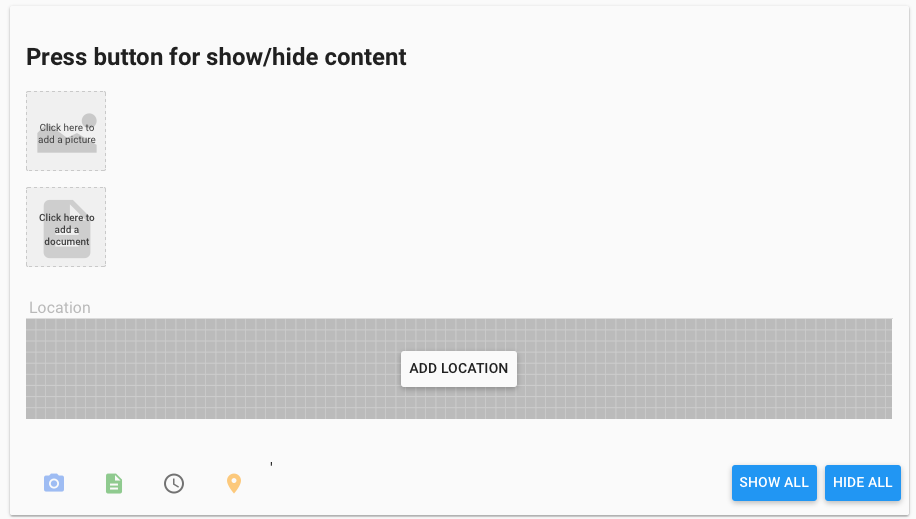 Press button for show/hide content
Click here to
add a picture
Click here to
add a
document
Location
ADD LOCATION
'
SHOW ALL HIDE ALL